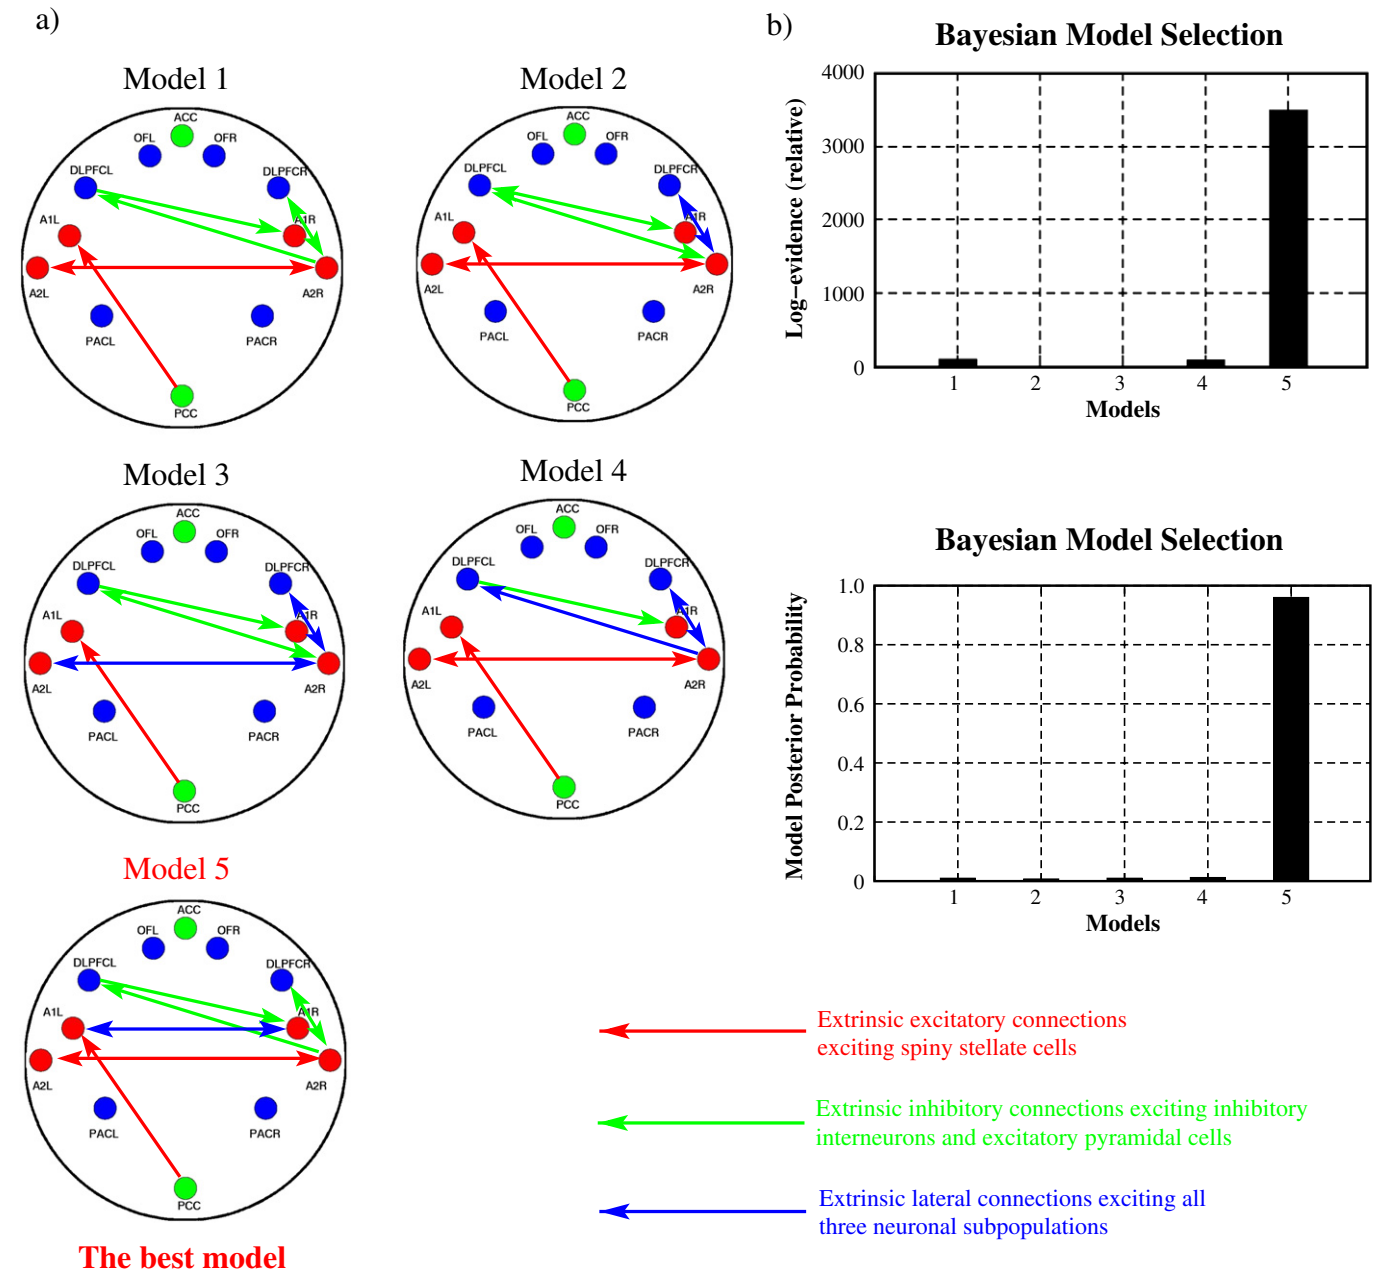 a)
Model 1
ACC
OFL OFR
DLPFCL DLPFCR
A1L A1R
A2L A2R
PACL PACR
PCC
Model 2
ACC
OFL OFR
DLPFCL DLPFCR
A1L A1R
A2L A2R
PACL PACR
PCC
Model 3
ACC
OFL OFR
DLPFCL DLPFCR
A1L A1R
A2L A2R
PACL PACR
PCC
Model 4
ACC
OFL OFR
DLPFCL DLPFCR
A1L A1R
A2L A2R
PACL PACR
PCC
Model 5
ACC
OFL OFR
DLPFCL DLPFCR
A1L A1R
A2L A2R
PACL PACR
PCC
The best model
b)
Bayesian Model Selection
Log-evidence (relative)
4000
3000
2000
1000
0
1 2 3 4 5
Models
Bayesian Model Selection
Model Posterior Probability
1.0
0.8
0.6
0.4
0.2
0
1 2 3 4 5
Models
Extrinsic excitatory connections
exciting spiny stellate cells
Extrinsic inhibitory connections exciting inhibitory
interneurons and excitatory pyramidal cells
Extrinsic lateral connections exciting all
three neuronal subpopulations